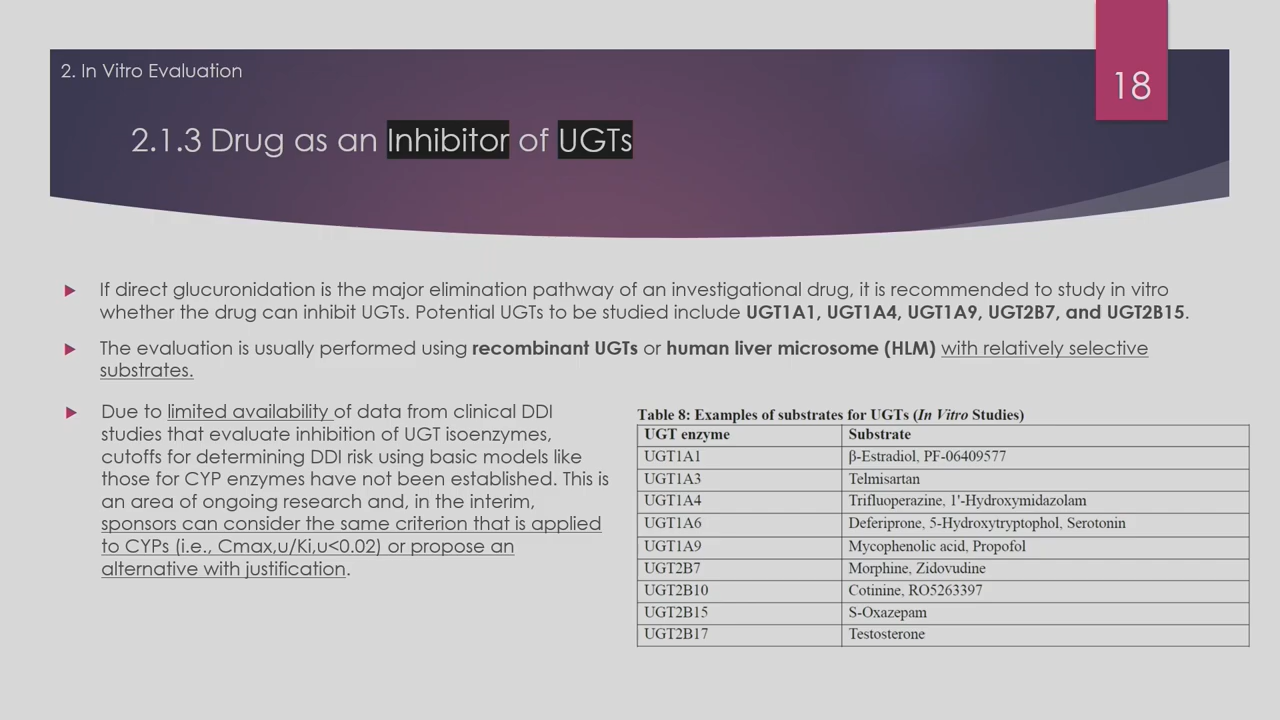 2. In Vitro Evaluation
18
2.1.3 Drug as an Inhibitor of UGTs
If direct glucuronidation is the major elimination pathway of an investigational drug, it is recommended to study in vitro
whether the drug can inhibit UGTs. Potential UGTs to be studied include UGT1A1, UGT1A4, UGT1A9, UGT2B7, and UGT2B15.
The evaluation is usually performed using recombinant UGTs or human liver microsome (HLM) with relatively selective
substrates.
Due to limited availability of data from clinical DDI
studies that evaluate inhibition of UGT isoenzymes,
cutoffs for determining DDI risk using basic models like
those for CYP enzymes have not been established. This is
an area of ongoing research and, in the interim,
sponsors can consider the same criterion that is applied
to CYPs (i.e., Cmax,u/Ki,u<0.02) or propose an
alternative with justification.
Table 8: Examples of substrates for UGTs (In Vitro Studies)
UGT enzyme Substrate
UGT1A1 β-Estradiol, PF-06409577
UGT1A3 Telmisartan
UGT1A4 Trifluoperazine, 1'-Hydroxymidazolam
UGT1A6 Deferiprone, 5-Hydroxytryptophol, Serotonin
UGT1A9 Mycophenolic acid, Propofol
UGT2B7 Morphine, Zidovudine
UGT2B10 Cotinine, RO5263397
UGT2B15 S-Oxazepam
UGT2B17 Testosterone